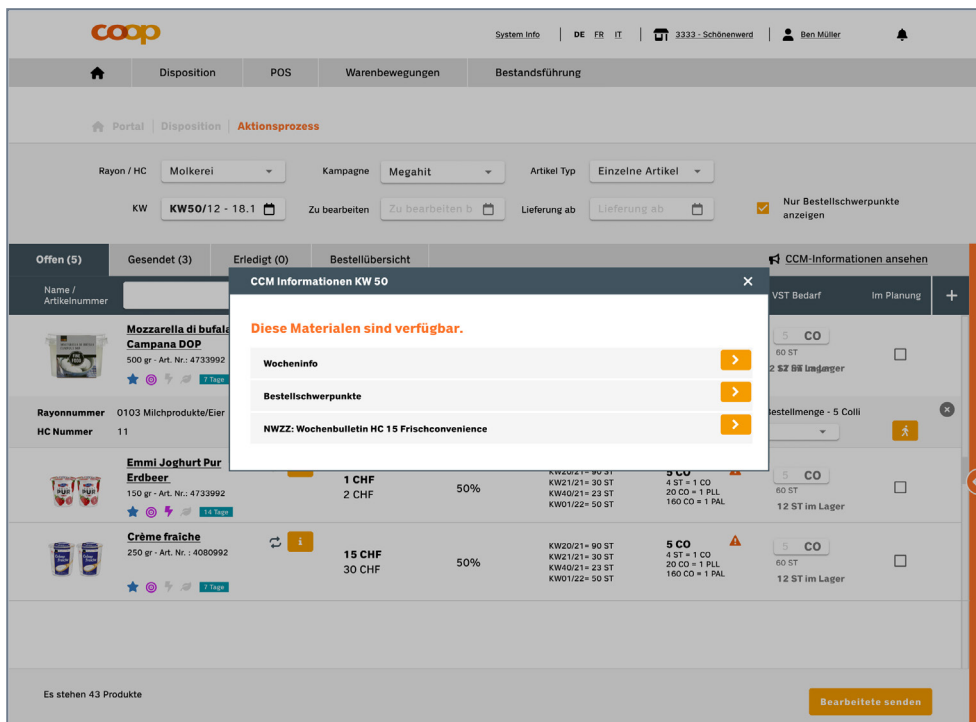 coop
System Info | DE FR IT | 3333 - Schönenwerd | Ben Müller
Disposition POS Warenbewegungen Bestandsführung
Portal | Disposition | Aktionsprozess
Rayon / HC Molkerei Kampagne Megahit Artikel Typ Einzelne Artikel
KW KW50/12 - 18.1 Zu bearbeiten Zu bearbeiten b Lieferung ab Lieferung ab
Nur Bestellschwerpunkte
anzeigen
Offen (5) Gesendet (3) Erledigt (0) Bestellübersicht CCM-Informationen ansehen
Name /
Artikelnummer
VST Bedarf Im Planung +
CCM Informationen KW 50
Diese Materialen sind verfügbar.
Wocheninfo
Bestellschwerpunkte
NWZZ: Wochenbulletin HC 15 Frischconvenience
Mozzarella di bufala
Campana DOP
500 gr - Art. Nr.: 4733992
7 Tage
5 CO
60 ST
Rayonnummer 0103 Milchprodukte/Eier
HC Nummer 11
Bestellmenge - 5 Colli
Emmi Joghurt Pur
Erdbeer
150 gr - Art. Nr.: 4733992
14 Tage
1 CHF
2 CHF
50%
KW20/21= 90 ST
KW21/21= 30 ST
KW40/21= 23 ST
KW01/22= 50 ST
5 CO
4 ST = 1 CO
20 CO = 1 PLL
160 CO = 1 PAL
5 CO
60 ST
12 ST im Lager
Crème fraîche
250 gr - Art. Nr. : 4080992
7 Tage
i
15 CHF
30 CHF
50%
KW20/21= 90 ST
KW21/21= 30 ST
KW40/21= 23 ST
KW01/22= 50 ST
5 CO
4 ST = 1 CO
20 CO = 1 PLL
160 CO = 1 PAL
5 CO
60 ST
12 ST im Lager
Es stehen 43 Produkte
Bearbeitete senden